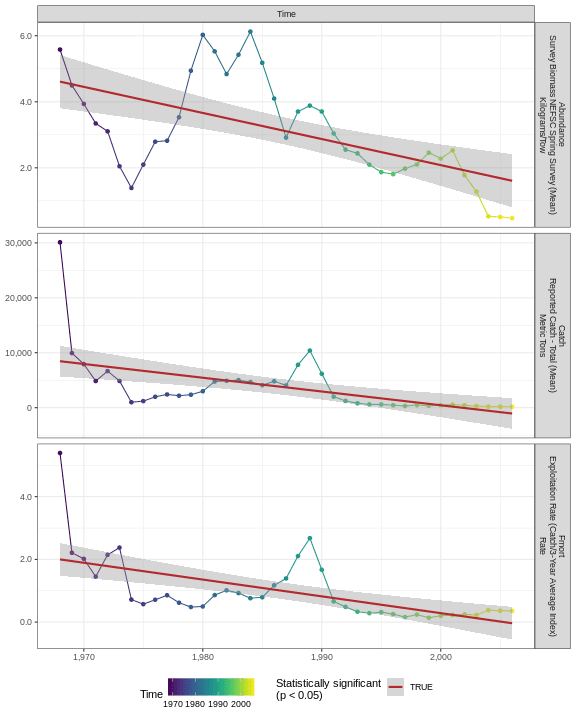 Time
6.0
4.0
2.0
Abundance
Survey Biomass NEFSC Spring Survey (Mean)
Kilograms/tow
30,000
20,000
10,000
0
Catch
Reported Catch - Total (Mean)
Metric Tons
4.0
2.0
0.0
Fmort
Exploitation Rate (Catch/3-Year Average Index)
Rate
1,970
1,980
1,990
2,000
Time
1970 1980 1990 2000
Statistically significant
(p < 0.05)
TRUE